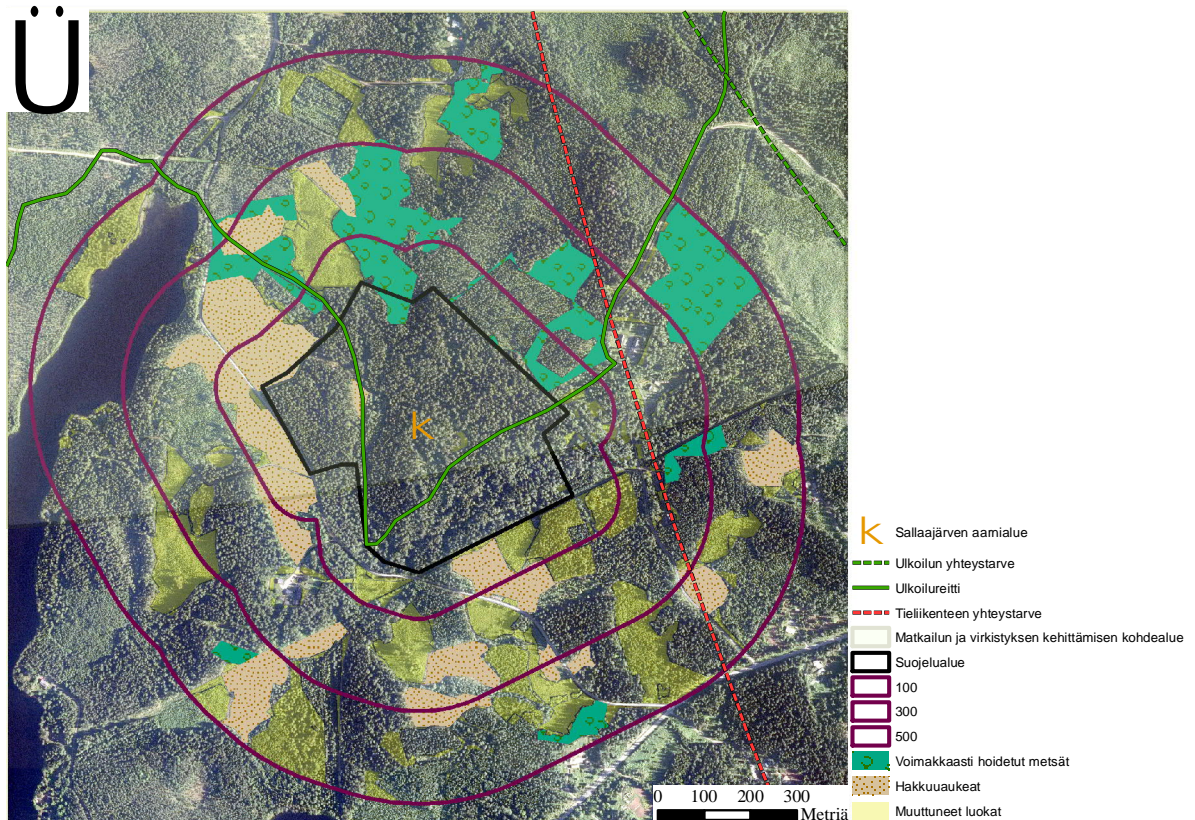 Ü
k
k Sallaajärven aarnialue
Ulkoilun yhteystarve
Ulkoilureitti
Tieliikenteen yhteystarve
Matkailun ja virkistyksen kehittämisen kohdealue
Suojelualue
100
300
500
Voimakkaasti hoidetut metsät
Hakkuuaukeat
Muuttuneet luokat
0 100 200 300
Metriä